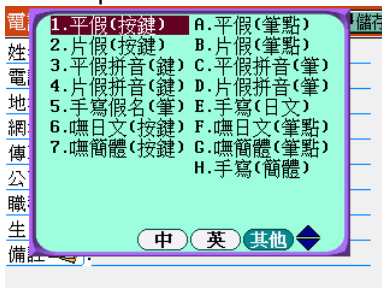 電
儲存
1.平假(按鍵) A.平假(筆點)
2.片假(按鍵) B.片假(筆點)
3.平假拼音(鍵) C.平假拼音(筆)
4.片假拼音(鍵) D.片假拼音(筆)
5.手寫假名(筆) E.手寫(日文)
6.嘸日文(按鍵) F.嘸日文(筆點)
7.嘸簡體(按鍵) G.嘸簡體(筆點)
H.手寫(簡體)
中 英 其他
姓
電
地
網
傳
公
職
生
備